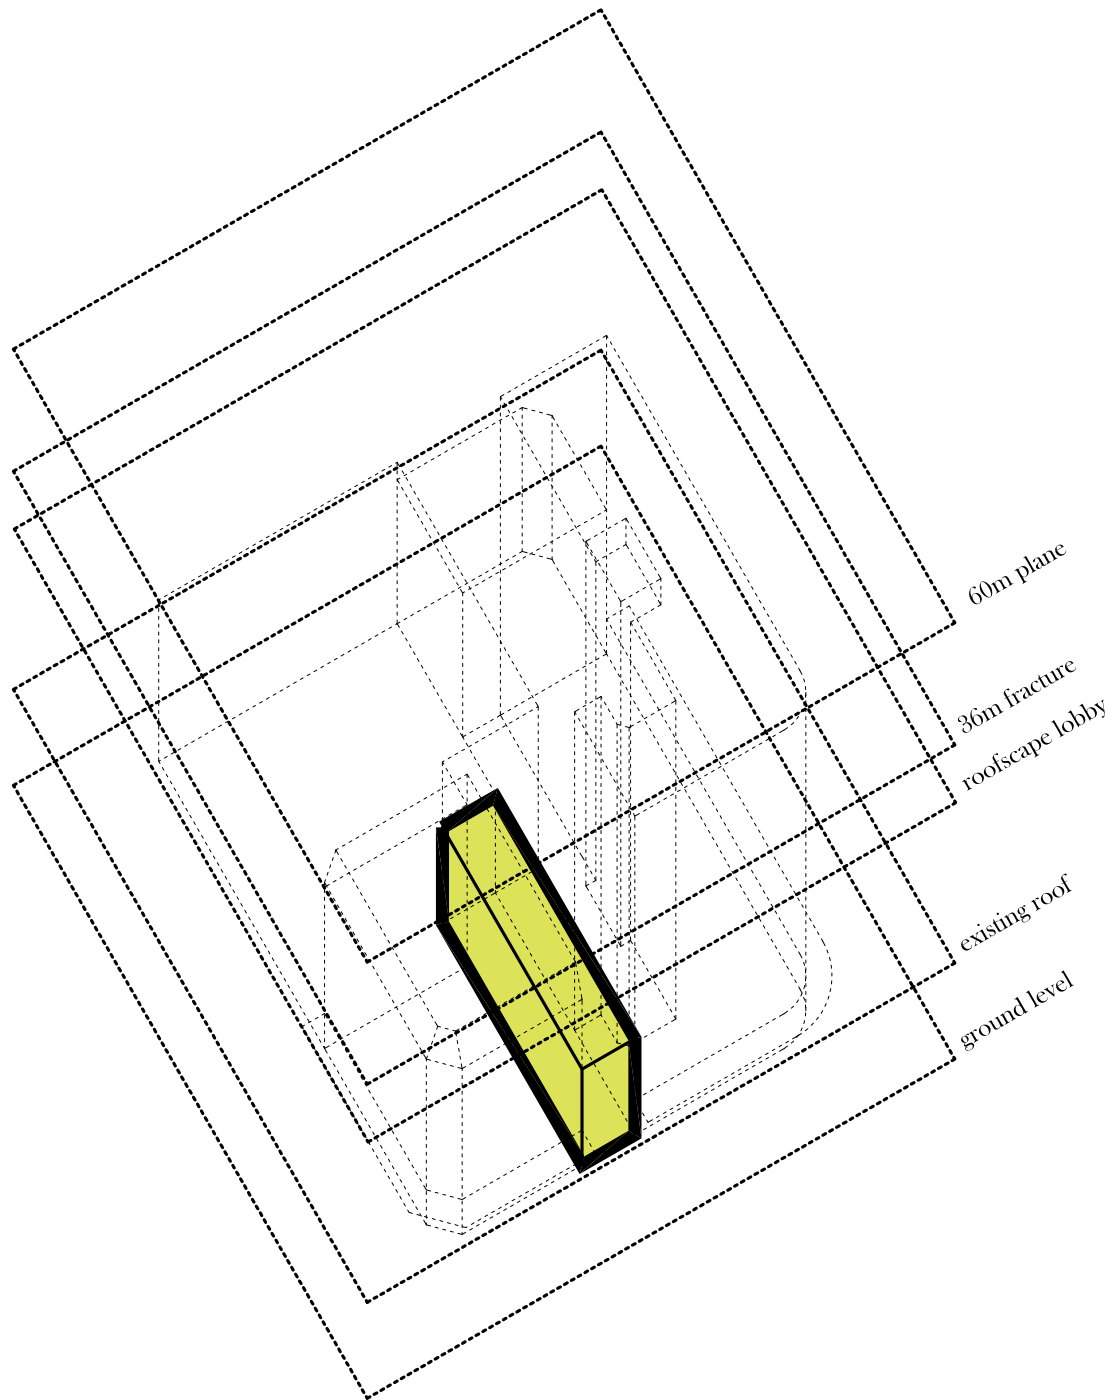 60m plane
36m fracture
roofscape lobby
existing roof
ground level